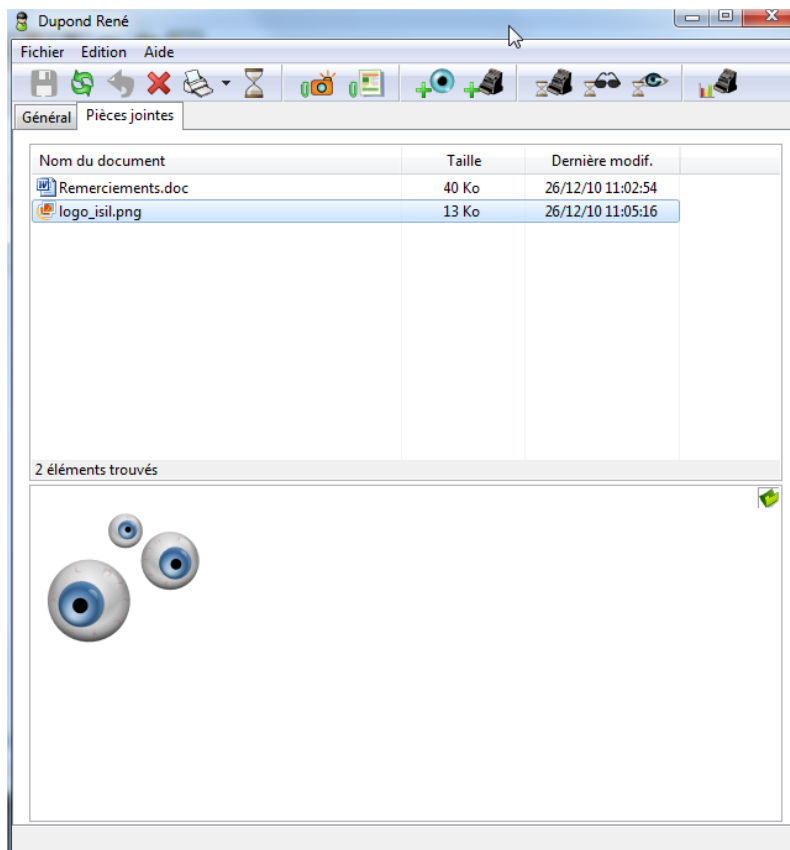 Dupond René
Fichier Edition Aide
Général Pièces jointes
Nom du document Taille Dernière modif.
Remerciements.doc 40 Ko 26/12/10 11:02:54
logo_isil.png 13 Ko 26/12/10 11:05:16
2 éléments trouvés